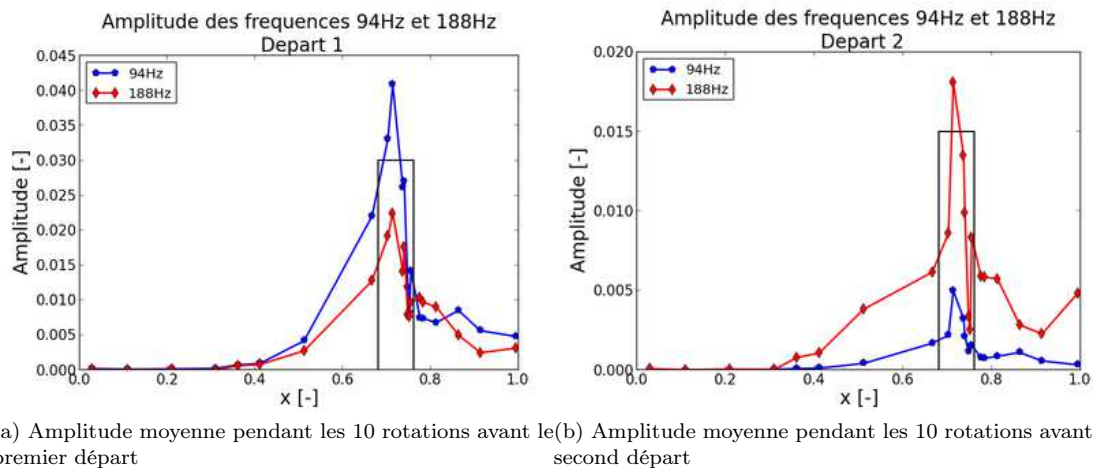 Amplitude des frequences 94Hz et 188Hz
Depart 1
0.045
0.040
0.035
0.030
0.025
0.020
0.015
0.010
0.005
0.000
Amplitude [-]
94Hz
188Hz
0.0 0.2 0.4 0.6 0.8 1.0
x [-]
Amplitude des frequences 94Hz et 188Hz
Depart 2
0.020
0.015
0.010
0.005
0.000
Amplitude [-]
94Hz
188Hz
0.0 0.2 0.4 0.6 0.8 1.0
x [-]
a) Amplitude moyenne pendant les 10 rotations avant le
premier départ
(b) Amplitude moyenne pendant les 10 rotations avant
second départ